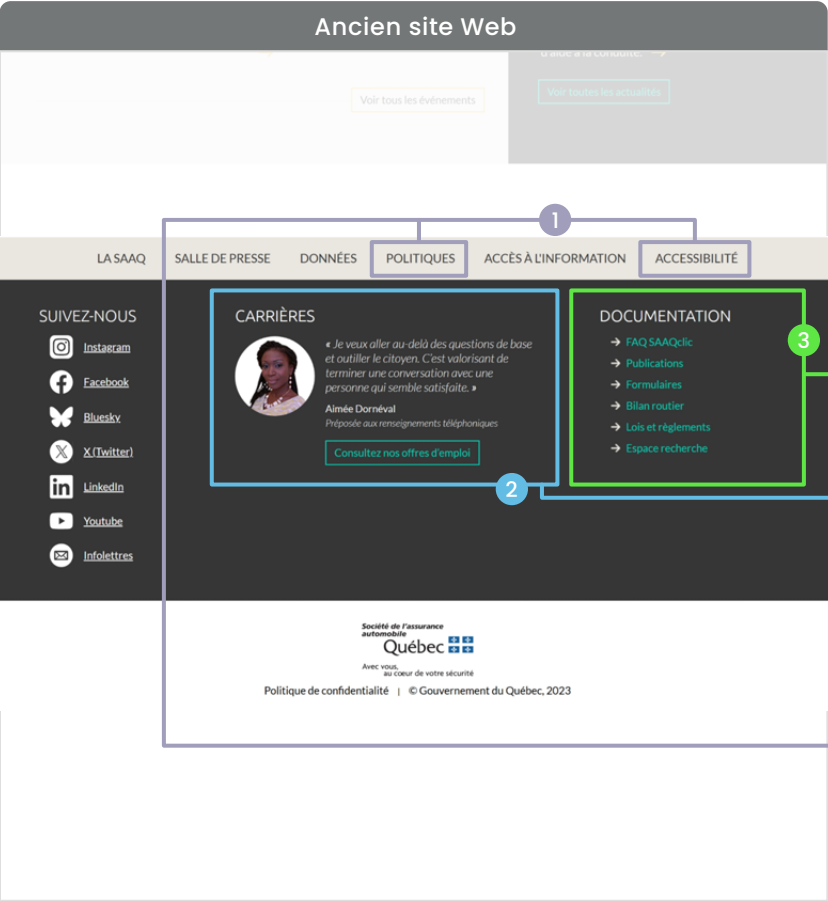 Ancien site Web
d'aide à la conduite. →
Voir tous les événements
Voir toutes les actualités
1
LA SAAQ SALLE DE PRESSE DONNÉES POLITIQUES ACCÈS À L'INFORMATION ACCESSIBILITÉ
SUIVEZ-NOUS
Instagram
Facebook
Bluesky
X (Twitter)
LinkedIn
Youtube
Infolettres
CARRIÈRES
« Je veux aller au-delà des questions de base
et outiller le citoyen. C'est valorisant de
terminer une conversation avec une
personne qui semble satisfaite. »
Aimée Dornéval
Préposée aux renseignements téléphoniques
Consultez nos offres d'emploi
2
DOCUMENTATION
3
→ FAQ SAAQclic
→ Publications
→ Formulaires
→ Bilan routier
→ Lois et règlements
→ Espace recherche
Société de l'assurance
automobile
Québec
Avec vous,
au cœur de votre sécurité
Politique de confidentialité | © Gouvernement du Québec, 2023